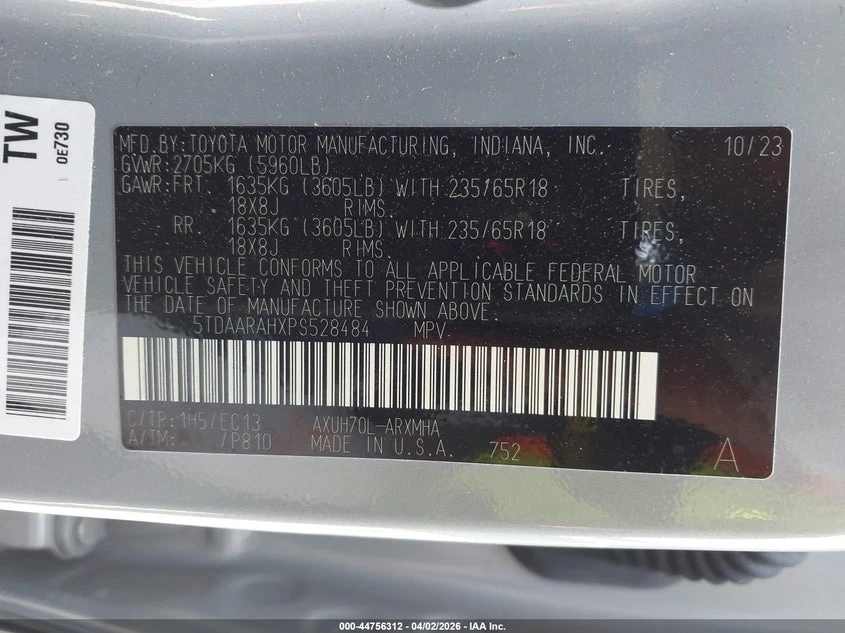 TW
0E730
MFD.BY:TOYOTA MOTOR MANUFACTURING, INDIANA, INC. 10/23
GVWR:2705KG (5960LB)
GAWR:FRT. 1635KG (3605LB) WITH 235/65R18 TIRES,
18X8J RIMS.
RR. 1635KG (3605LB) WITH 235/65R18 TIRES,
18X8J RIMS.
THIS VEHICLE CONFORMS TO ALL APPLICABLE FEDERAL MOTOR
VEHICLE SAFETY AND THEFT PREVENTION STANDARDS IN EFFECT ON
THE DATE OF MANUFACTURE SHOWN ABOVE.
5TDAARAHXPS528484 MPV
C/TR:1H5/EC13 AXUH70L-ARXMHA
A/TM: /P810 MADE IN U.S.A. 752 A
000-44756312 | 04/02/2026 | IAA Inc.